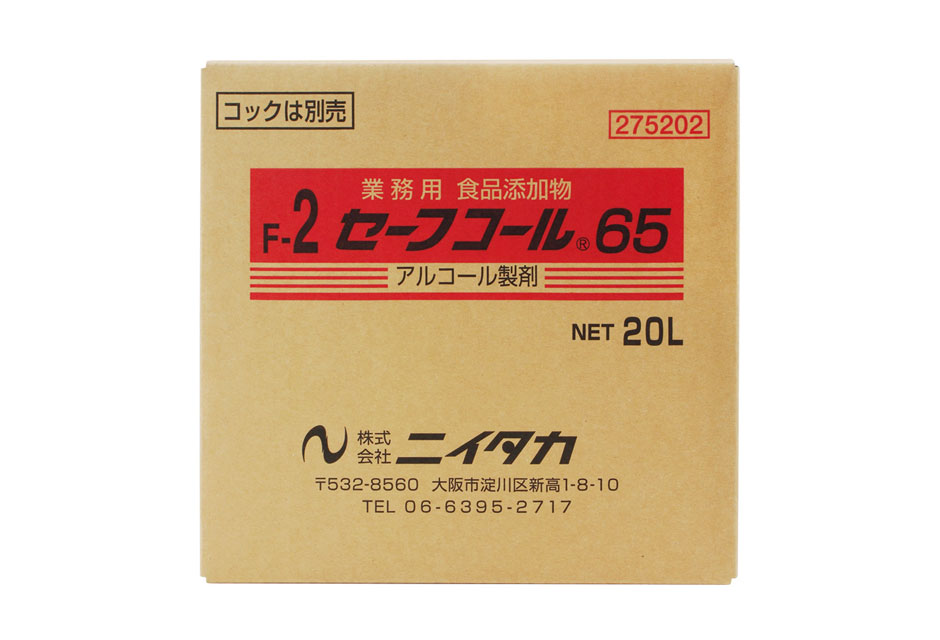 コックは別売
275202
業務用 食品添加物
F-2 セーフコール® 65
アルコール製剤
NET 20L
株式会社 ニイタカ
〒532-8560 大阪市淀川区新高1-8-10
TEL 06-6395-2717